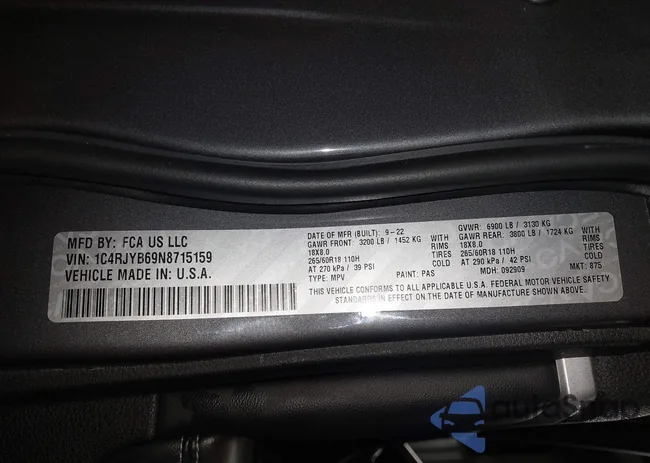 MFD BY: FCA US LLC
VIN: 1C4RJYB69N8715159
VEHICLE MADE IN: U.S.A.
DATE OF MFR (BUILT): 9-22
GAWR FRONT: 3200 LB / 1452 KG
18X8.0 RIMS
265/60R18 110H TIRES
AT 270 kPa / 39 PSI COLD
TYPE: MPV PAINT: PAS
GVWR: 6900 LB / 3130 KG
GAWR REAR: 3800 LB / 1724 KG
18X8.0 RIMS
265/60R18 110H TIRES
AT 290 kPa / 42 PSI COLD
MDH: 092909 MKT: 875
THIS VEHICLE CONFORMS TO ALL APPLICABLE U.S.A. FEDERAL MOTOR VEHICLE SAFETY
STANDARDS IN EFFECT ON THE DATE OF MANUFACTURE SHOWN ABOVE.